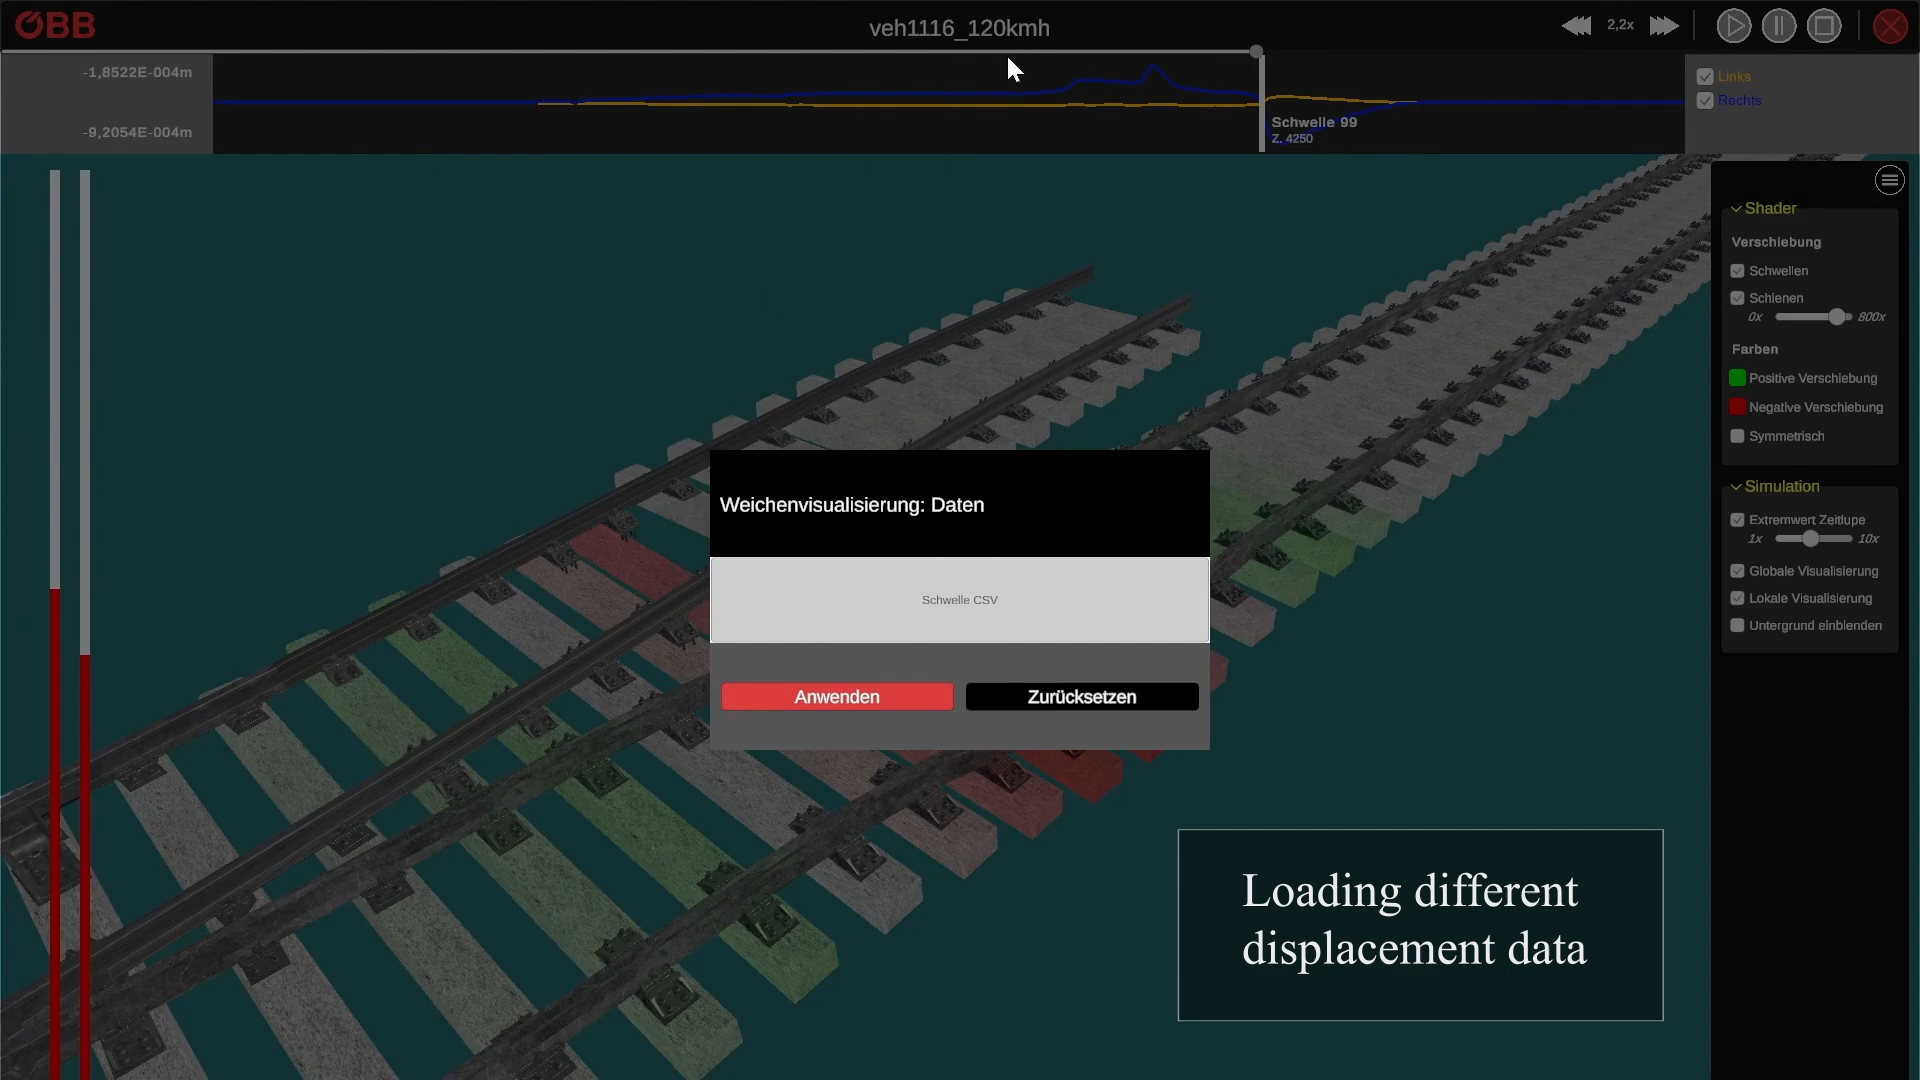 ÖBB
veh1116_120kmh
2,2x
-1,8522E-004m
-9,2054E-004m
Links
Rechts
Schwelle 99
Z. 4250
Shader
Verschiebung
Schwellen
Schienen
0x
800x
Farben
Positive Verschiebung
Negative Verschiebung
Symmetrisch
Simulation
Extremwert Zeitlupe
1x
10x
Globale Visualisierung
Lokale Visualisierung
Untergrund einblenden
Weichenvisualisierung: Daten
Schwelle CSV
Anwenden
Zurücksetzen
Loading different
displacement data